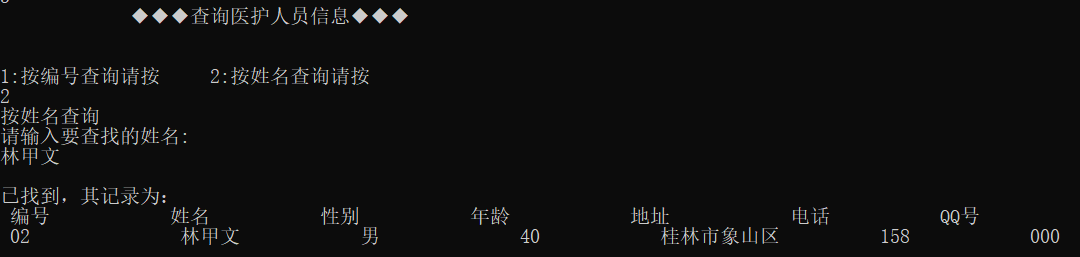 ◆◆◆查询医护人员信息◆◆◆
1:按编号查询请按 2:按姓名查询请按
2
按姓名查询
请输入要查找的姓名:
林甲文
已找到，其记录为:
编号 姓名 性别 年龄 地址 电话 QQ号
02 林甲文 男 40 桂林市象山区 158 000